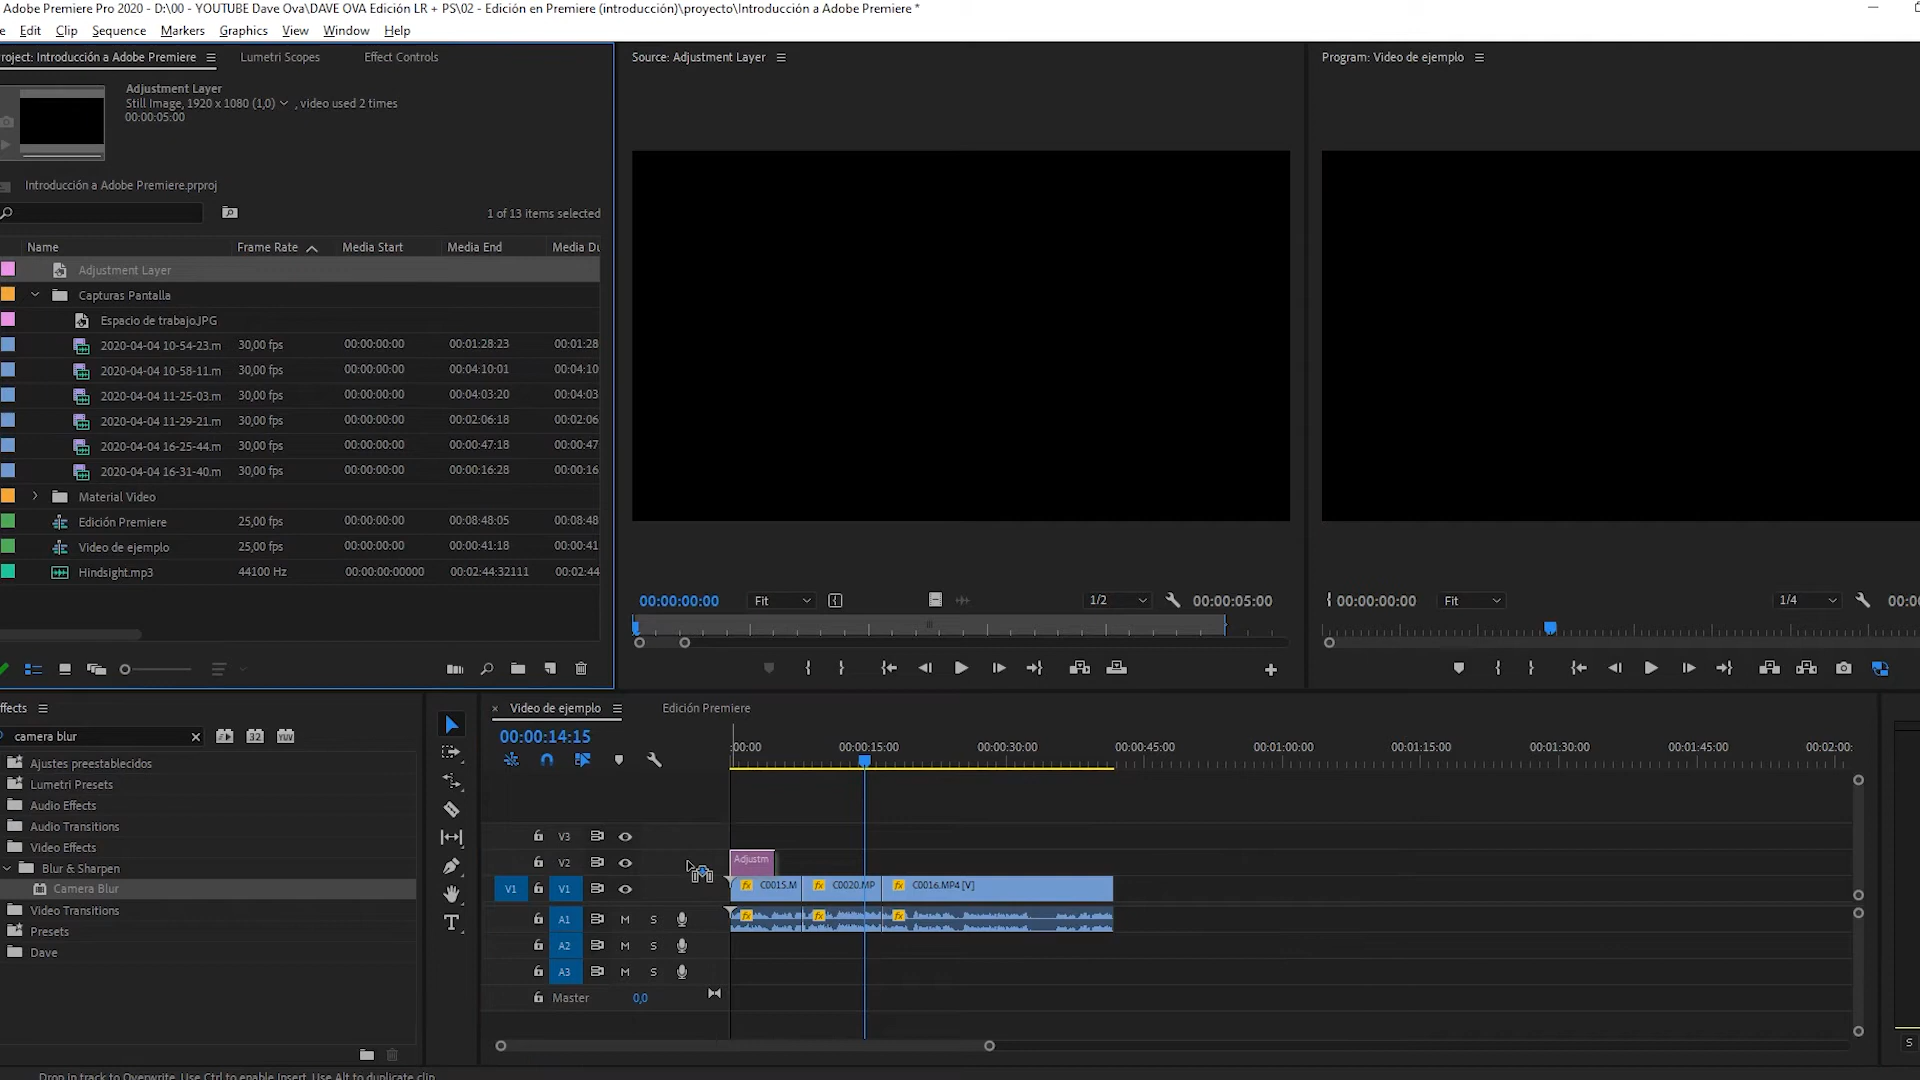 Adobe Premiere Pro 2020 - D:\00 - YOUTUBE Dave Ova\DAVE OVA Edición LR + PS\02 - Edición en Premiere (introducción)\proyecto\Introducción a Adobe Premiere *
e Edit Clip Sequence Markers Graphics View Window Help
roject: Introducción a Adobe Premiere
Lumetri Scopes
Effect Controls
Source: Adjustment Layer
Program: Video de ejemplo
Adjustment Layer
Still Image, 1920 x 1080 (1,0) , video used 2 times
00:00:05:00
Introducción a Adobe Premiere.prproj
1 of 13 items selected
Name Frame Rate Media Start Media End Media Du
Adjustment Layer
Capturas Pantalla
Espacio de trabajo.JPG
2020-04-04 10-54-23.m 30,00 fps 00:00:00:00 00:01:28:23 00:01:28
2020-04-04 10-58-11.m 30,00 fps 00:00:00:00 00:04:10:01 00:04:10
2020-04-04 11-25-03.m 30,00 fps 00:00:00:00 00:04:03:20 00:04:03
2020-04-04 11-29-21.m 30,00 fps 00:00:00:00 00:02:06:18 00:02:06
2020-04-04 16-25-44.m 30,00 fps 00:00:00:00 00:00:47:18 00:00:47
2020-04-04 16-31-40.m 30,00 fps 00:00:00:00 00:00:16:28 00:00:16
Material Video
Edición Premiere 25,00 fps 00:00:00:00 00:08:48:05 00:08:48
Video de ejemplo 25,00 fps 00:00:00:00 00:00:41:18 00:00:41
Hindsight.mp3 44100 Hz 00:00:00:00000 00:02:44:32111 00:02:44
00:00:00:00 Fit 1/2 00:00:05:00
00:00:00:00 Fit 1/4 00:00
ffects
camera blur
32
YUV
Ajustes preestablecidos
Lumetri Presets
Audio Effects
Audio Transitions
Video Effects
Blur & Sharpen
Camera Blur
Video Transitions
Presets
Dave
Video de ejemplo
Edición Premiere
00:00:14:15
:00:00 00:00:15:00 00:00:30:00 00:00:45:00 00:01:00:00 00:01:15:00 00:01:30:00 00:01:45:00 00:02:00:
V3
V2 Adjustm
V1 V1 fx C0015.M fx C0020.MP fx C0016.MP4 [V]
A1 M S fx fx fx
A2 M S
A3 M S
Master 0,0
S
Drop in track to Overwrite. Use Ctrl to enable Insert. Use Alt to duplicate clip.